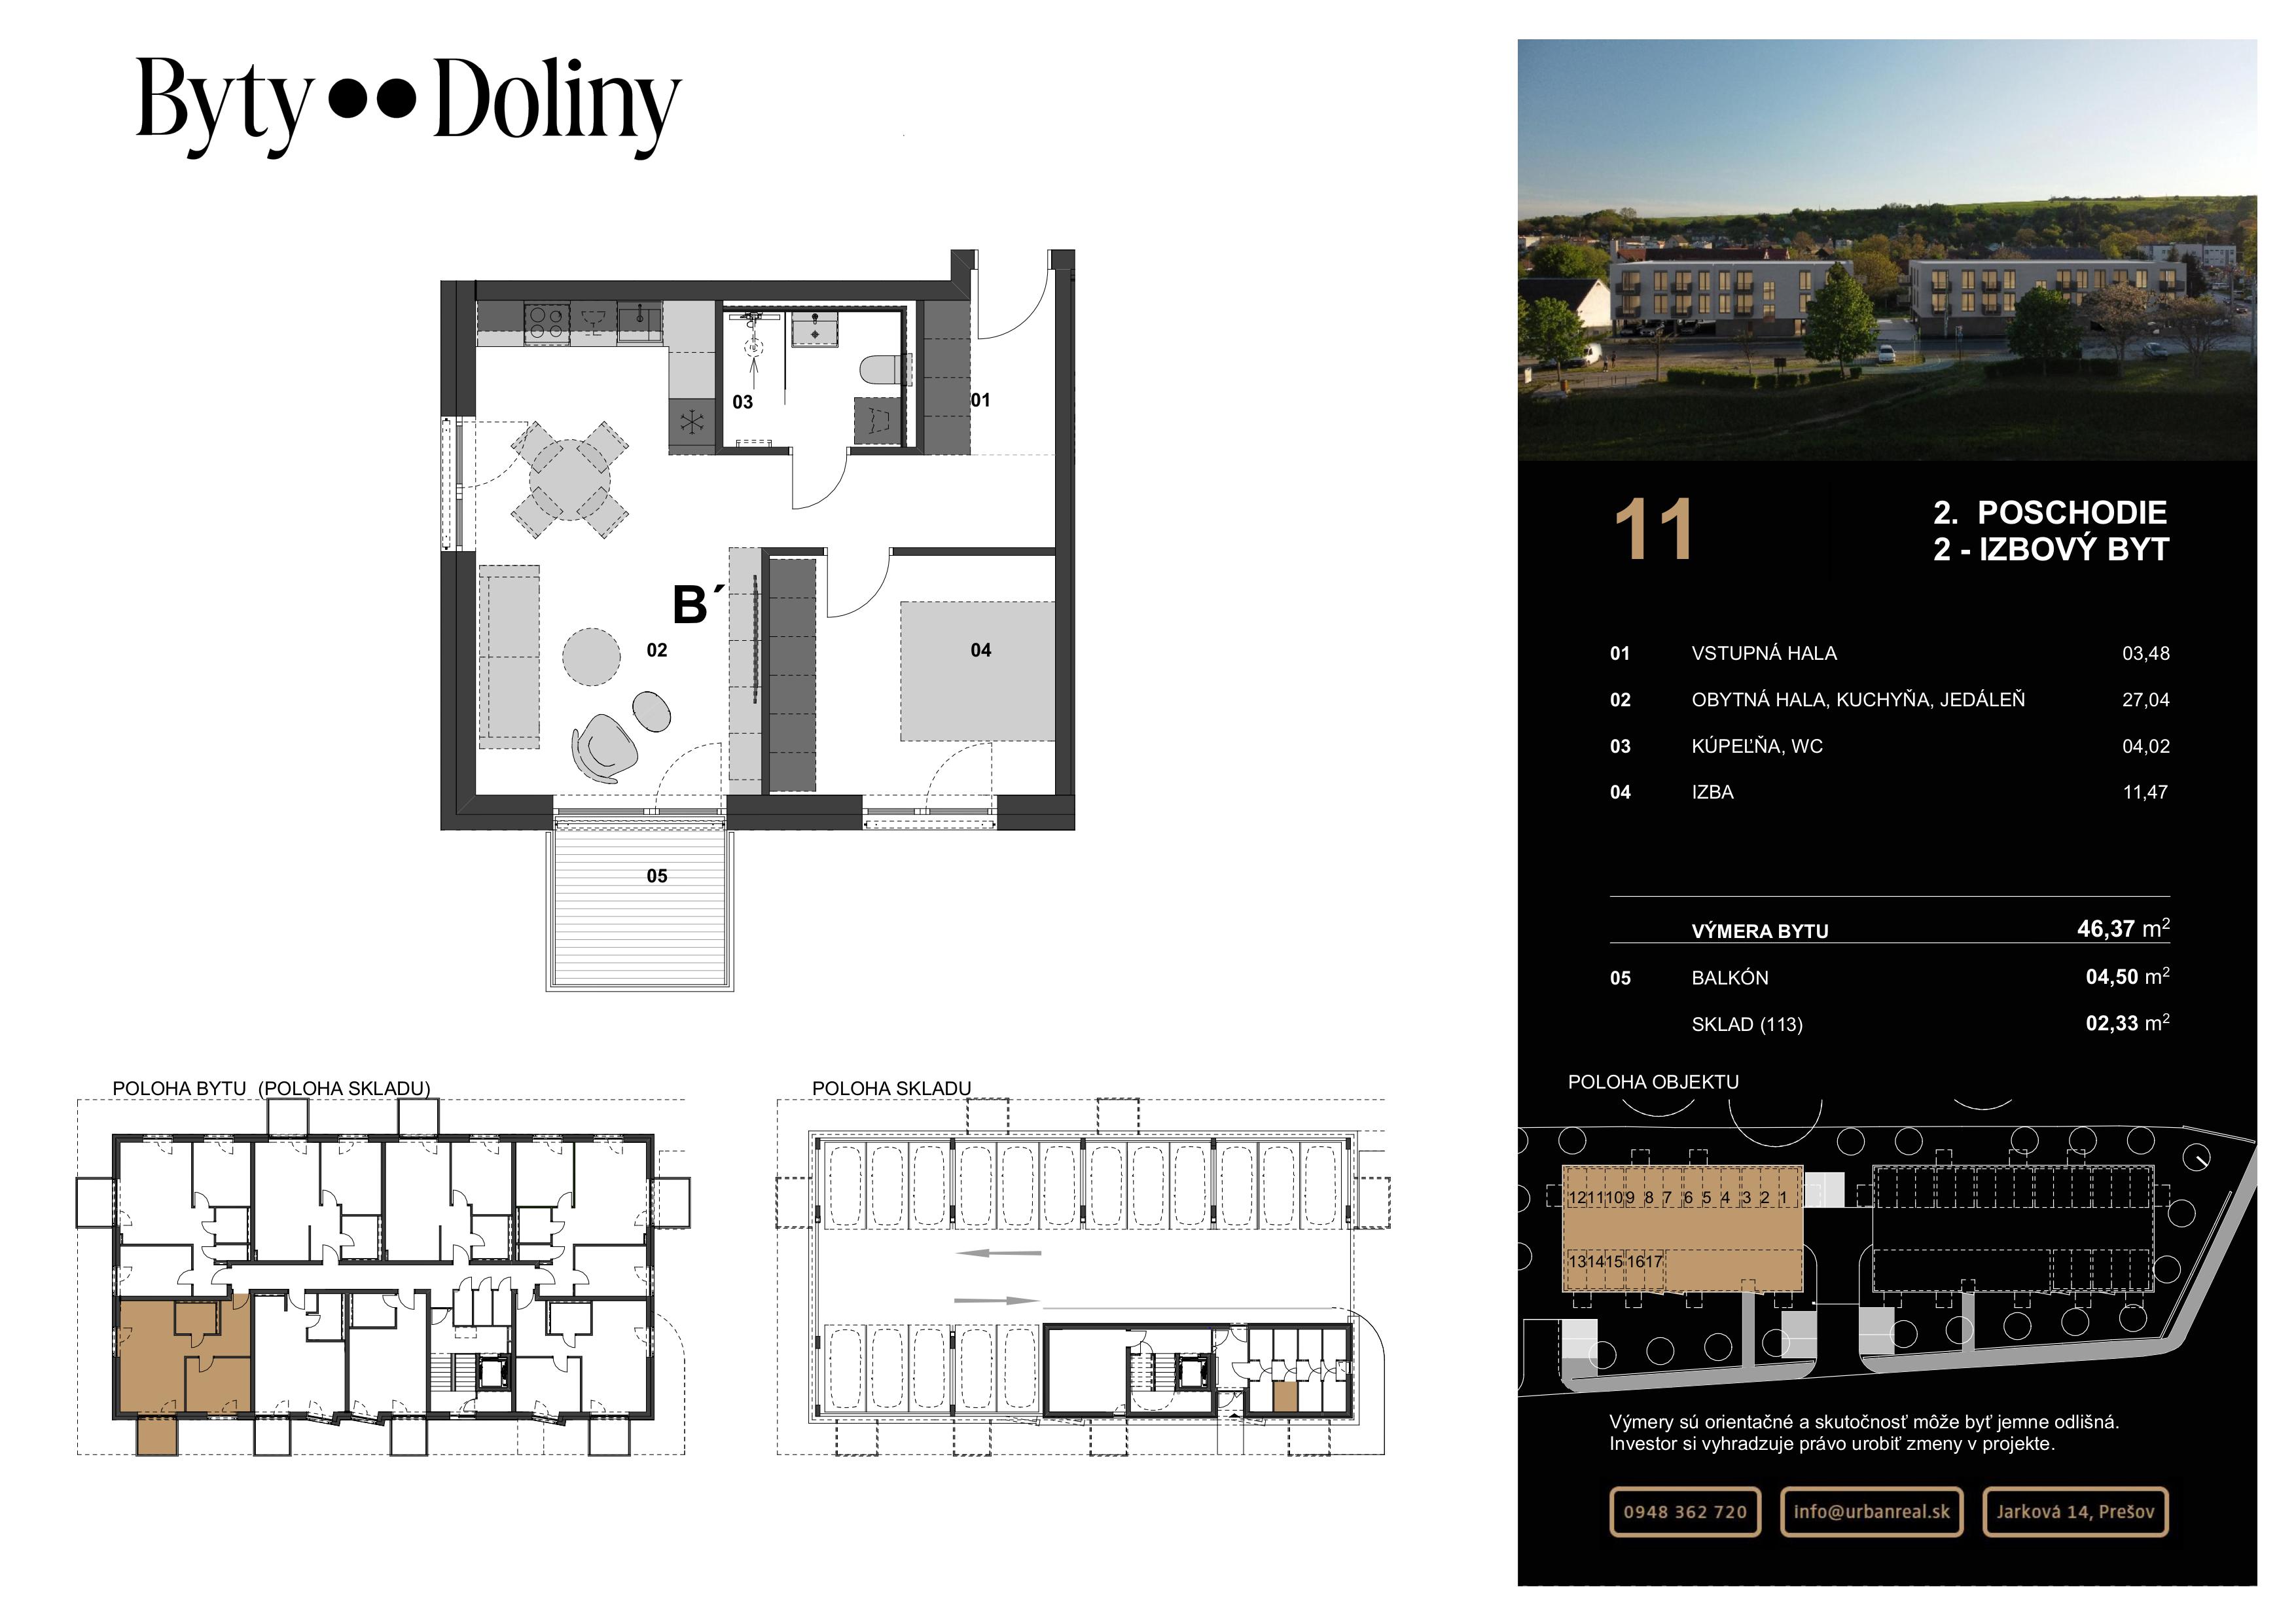 Byty Doliny
03
01
B´
02
04
05
POLOHA BYTU (POLOHA SKLADU)
POLOHA SKLADU
11
2. POSCHODIE
2 - IZBOVÝ BYT
01 VSTUPNÁ HALA 03,48
02 OBYTNÁ HALA, KUCHYŇA, JEDÁLEŇ 27,04
03 KÚPEĽŇA, WC 04,02
04 IZBA 11,47
VÝMERA BYTU 46,37 m²
05 BALKÓN 04,50 m²
SKLAD (113) 02,33 m²
POLOHA OBJEKTU
12 11 10 9 8 7 6 5 4 3 2 1
13 14 15 16 17
Výmery sú orientačné a skutočnosť môže byť jemne odlišná.
Investor si vyhradzuje právo urobiť zmeny v projekte.
0948 362 720
info@urbanreal.sk
Jarková 14, Prešov